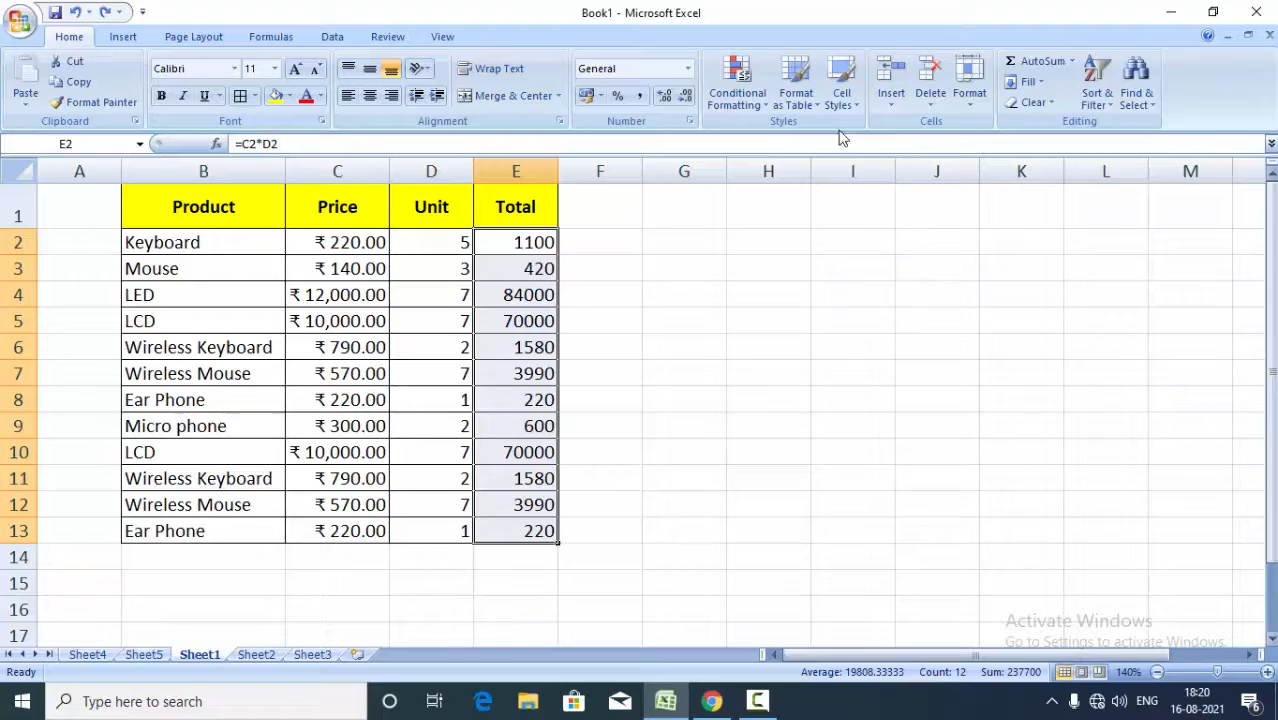 Book1 - Microsoft Excel
Home Insert Page Layout Formulas Data Review View
Cut
Copy
Format Painter
Paste
Clipboard
Calibri 11
B I U
Font
Wrap Text
Merge & Center
Alignment
General
% ,
Number
Conditional Formatting
Format as Table
Cell Styles
Styles
Insert Delete Format
Cells
Σ AutoSum
Fill
Clear
Sort & Filter
Find & Select
Editing
E2 fx =C2*D2
A B C D E F G H I J K L M
1 Product Price Unit Total
2 Keyboard ₹ 220.00 5 1100
3 Mouse ₹ 140.00 3 420
4 LED ₹ 12,000.00 7 84000
5 LCD ₹ 10,000.00 7 70000
6 Wireless Keyboard ₹ 790.00 2 1580
7 Wireless Mouse ₹ 570.00 7 3990
8 Ear Phone ₹ 220.00 1 220
9 Micro phone ₹ 300.00 2 600
10 LCD ₹ 10,000.00 7 70000
11 Wireless Keyboard ₹ 790.00 2 1580
12 Wireless Mouse ₹ 570.00 7 3990
13 Ear Phone ₹ 220.00 1 220
14
15
16
17
Activate Windows
Go to Settings to activate Windows.
Sheet4 Sheet5 Sheet1 Sheet2 Sheet3
Ready Average: 19808.33333 Count: 12 Sum: 237700 140%
Type here to search
ENG
18:20
16-08-2021
6